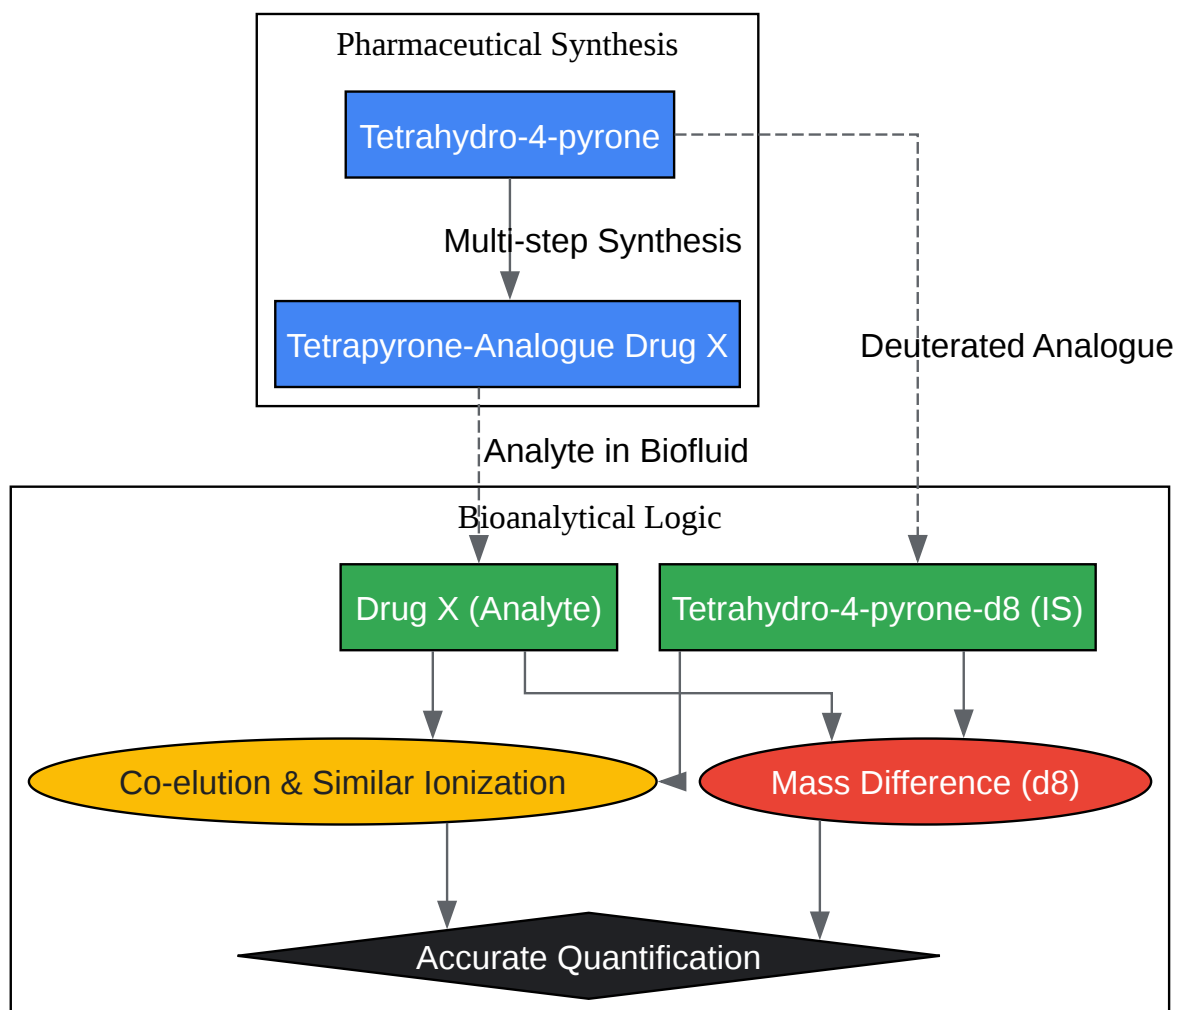 Pharmaceutical Synthesis
Tetrahydro-4-pyrone
Multi-step Synthesis
Tetrapyrone-Analogue Drug X
Deuterated Analogue
Analyte in Biofluid
Bioanalytical Logic
Drug X (Analyte)
Tetrahydro-4-pyrone-d8 (IS)
Co-elution & Similar Ionization
Mass Difference (d8)
Accurate Quantification